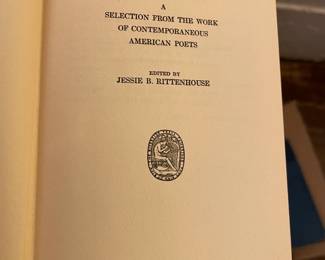 A
SELECTION FROM THE WORK
OF CONTEMPORANEOUS
AMERICAN POETS
EDITED BY
JESSIE B. RITTENHOUSE